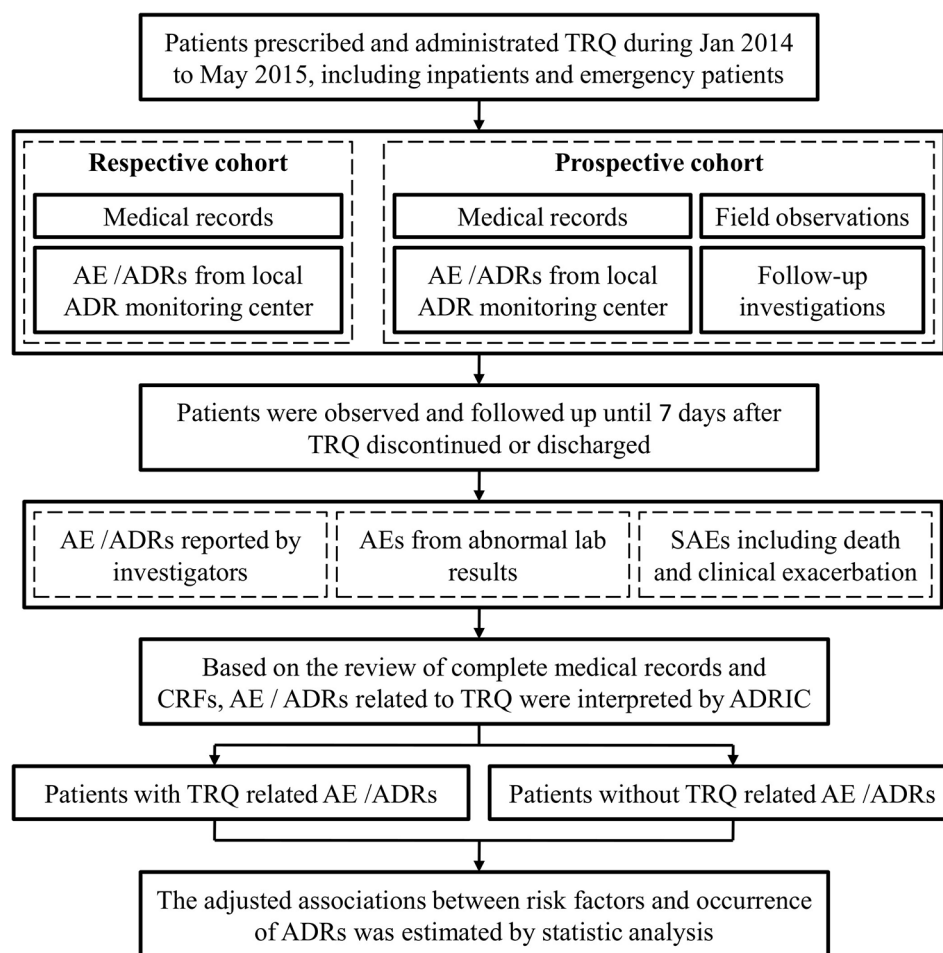 Patients prescribed and administrated TRQ during Jan 2014
to May 2015, including inpatients and emergency patients
Respective cohort
Medical records
AE /ADRs from local
ADR monitoring center
Prospective cohort
Medical records
Field observations
AE /ADRs from local
ADR monitoring center
Follow-up
investigations
Patients were observed and followed up until 7 days after
TRQ discontinued or discharged
AE /ADRs reported by
investigators
AEs from abnormal lab
results
SAEs including death
and clinical exacerbation
Based on the review of complete medical records and
CRFs, AE / ADRs related to TRQ were interpreted by ADRIC
Patients with TRQ related AE /ADRs
Patients without TRQ related AE /ADRs
The adjusted associations between risk factors and occurrence
of ADRs was estimated by statistic analysis